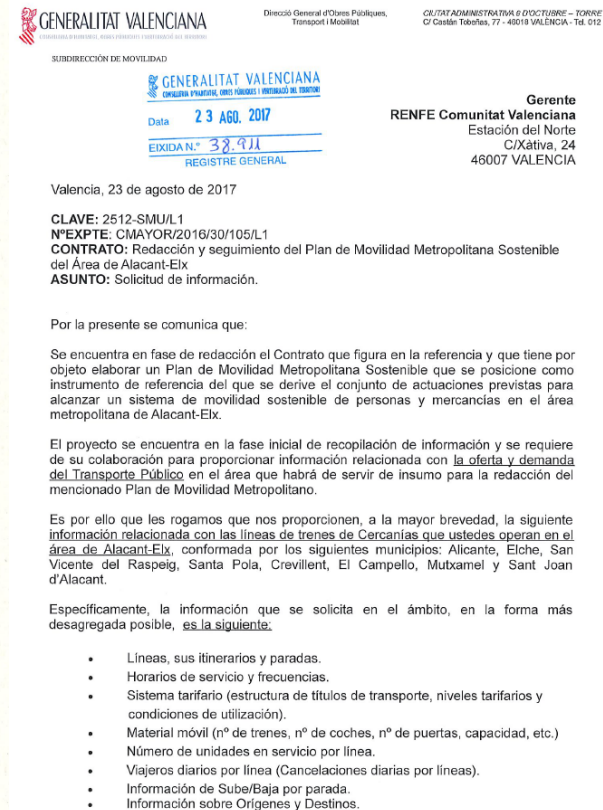 GENERALITAT VALENCIANA
Direcció General d'Obres Públiques,
Transport i Mobilitat
CIUTAT ADMINISTRATIVA 9 D'OCTUBRE – TORRE
C/ Castán Tobeñas, 77 - 46018 VALÈNCIA - Tel. 012
SUBDIRECCIÓN DE MOVILIDAD
GENERALITAT VALENCIANA
CONSELLERIA D'HABITATGE, OBRES PÚBLIQUES I VERTEBRACIÓ DEL TERRITORI
Data 23 AGO. 2017
EIXIDA N.º 38.911
REGISTRE GENERAL
Gerente
RENFE Comunitat Valenciana
Estación del Norte
C/Xàtiva, 24
46007 VALENCIA
Valencia, 23 de agosto de 2017
CLAVE: 2512-SMU/L1
NºEXPTE: CMAYOR/2016/30/105/L1
CONTRATO: Redacción y seguimiento del Plan de Movilidad Metropolitana Sostenible
del Área de Alacant-Elx
ASUNTO: Solicitud de información.
Por la presente se comunica que:
Se encuentra en fase de redacción el Contrato que figura en la referencia y que tiene por
objeto elaborar un Plan de Movilidad Metropolitana Sostenible que se posicione como
instrumento de referencia del que se derive el conjunto de actuaciones previstas para
alcanzar un sistema de movilidad sostenible de personas y mercancías en el área
metropolitana de Alacant-Elx.
El proyecto se encuentra en la fase inicial de recopilación de información y se requiere
de su colaboración para proporcionar información relacionada con la oferta y demanda
del Transporte Público en el área que habrá de servir de insumo para la redacción del
mencionado Plan de Movilidad Metropolitano.
Es por ello que les rogamos que nos proporcionen, a la mayor brevedad, la siguiente
información relacionada con las líneas de trenes de Cercanías que ustedes operan en el
área de Alacant-Elx, conformada por los siguientes municipios: Alicante, Elche, San
Vicente del Raspeig, Santa Pola, Crevillent, El Campello, Mutxamel y Sant Joan
d'Alacant.
Específicamente, la información que se solicita en el ámbito, en la forma más
desagregada posible, es la siguiente:
• Líneas, sus itinerarios y paradas.
• Horarios de servicio y frecuencias.
• Sistema tarifario (estructura de títulos de transporte, niveles tarifarios y
condiciones de utilización).
• Material móvil (nº de trenes, nº de coches, nº de puertas, capacidad, etc.)
• Número de unidades en servicio por línea.
• Viajeros diarios por línea (Cancelaciones diarias por líneas).
• Información de Sube/Baja por parada.
• Información sobre Orígenes y Destinos.